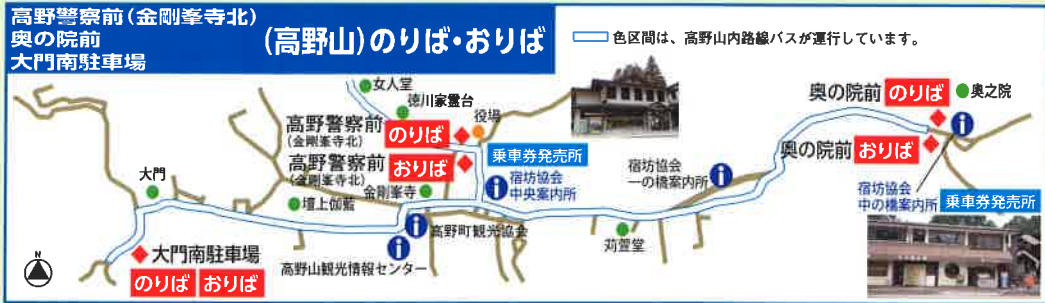 高野警察前(金剛峯寺北)
奥の院前
大門南駐車場
(高野山)のりば・おりば
色区間は、高野山内路線バスが運行しています。
女人堂
徳川家霊台
役場
高野警察前
(金剛峯寺北)
のりば
高野警察前
(金剛峯寺北)
おりば
乗車券発売所
宿坊協会
中央案内所
金剛峯寺
壇上伽藍
大門
大門南駐車場
のりば おりば
高野町観光協会
高野山観光情報センター
苅萱堂
宿坊協会
一の橋案内所
奥の院前 のりば
奥之院
奥の院前 おりば
宿坊協会
中の橋案内所
乗車券発売所
N